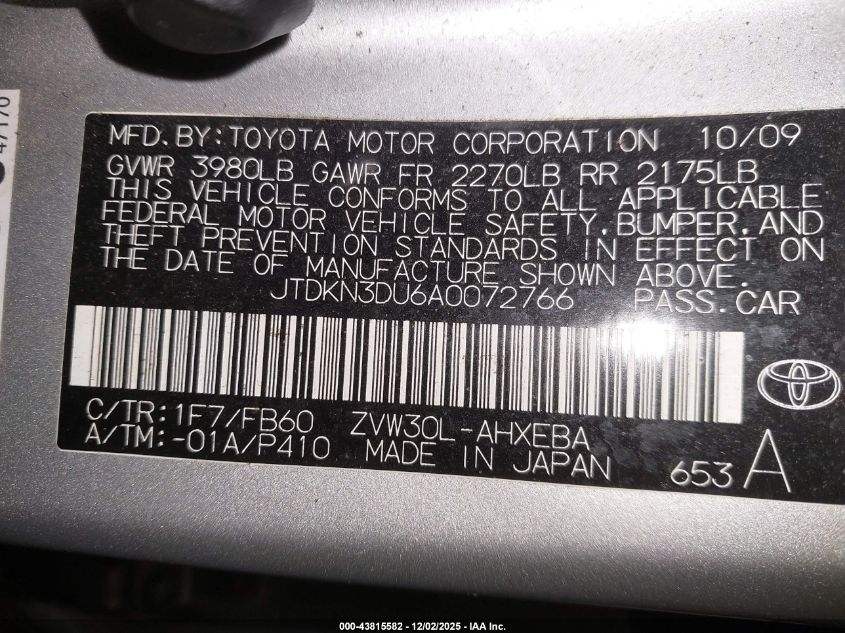 47170
MFD.BY:TOYOTA MOTOR CORPORATION 10/09
GVWR 3980LB GAWR FR 2270LB RR 2175LB
THIS VEHICLE CONFORMS TO ALL APPLICABLE
FEDERAL MOTOR VEHICLE SAFETY,BUMPER,AND
THEFT PREVENTION STANDARDS IN EFFECT ON
THE DATE OF MANUFACTURE SHOWN ABOVE.
JTDKN3DU6A0072766 PASS.CAR
C/TR:1F7/FB60 ZVW30L-AHXEBA
A/TM:-01A/P410 MADE IN JAPAN 653 A
000-43815582 / 12/02/2025 - IAA Inc.